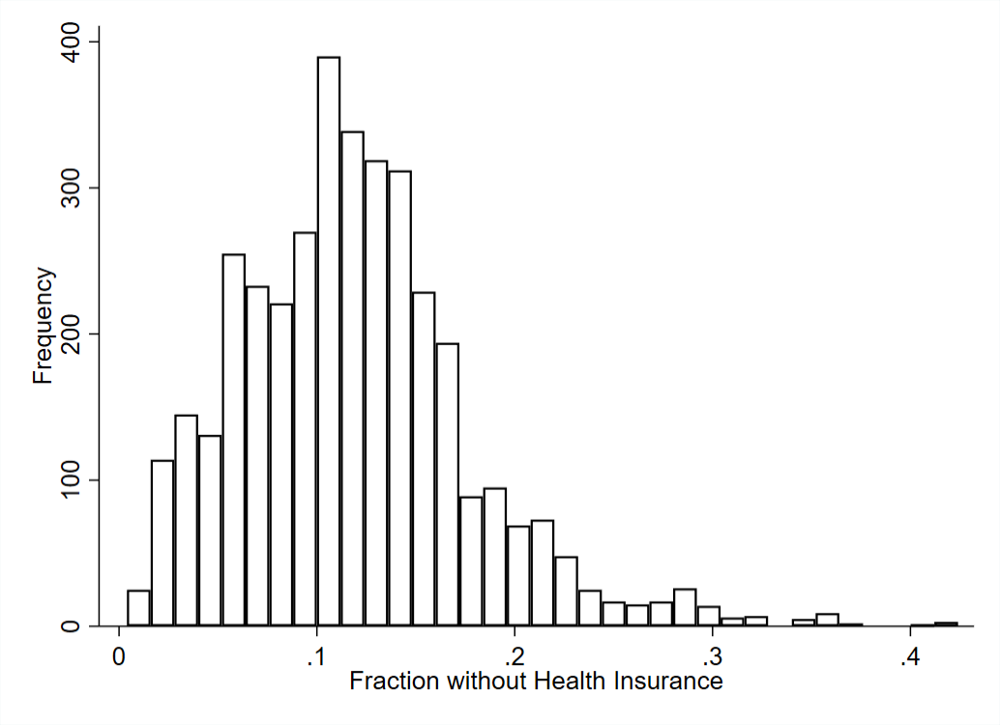 400
300
200
100
0
Frequency
0 .1 .2 .3 .4
Fraction without Health Insurance